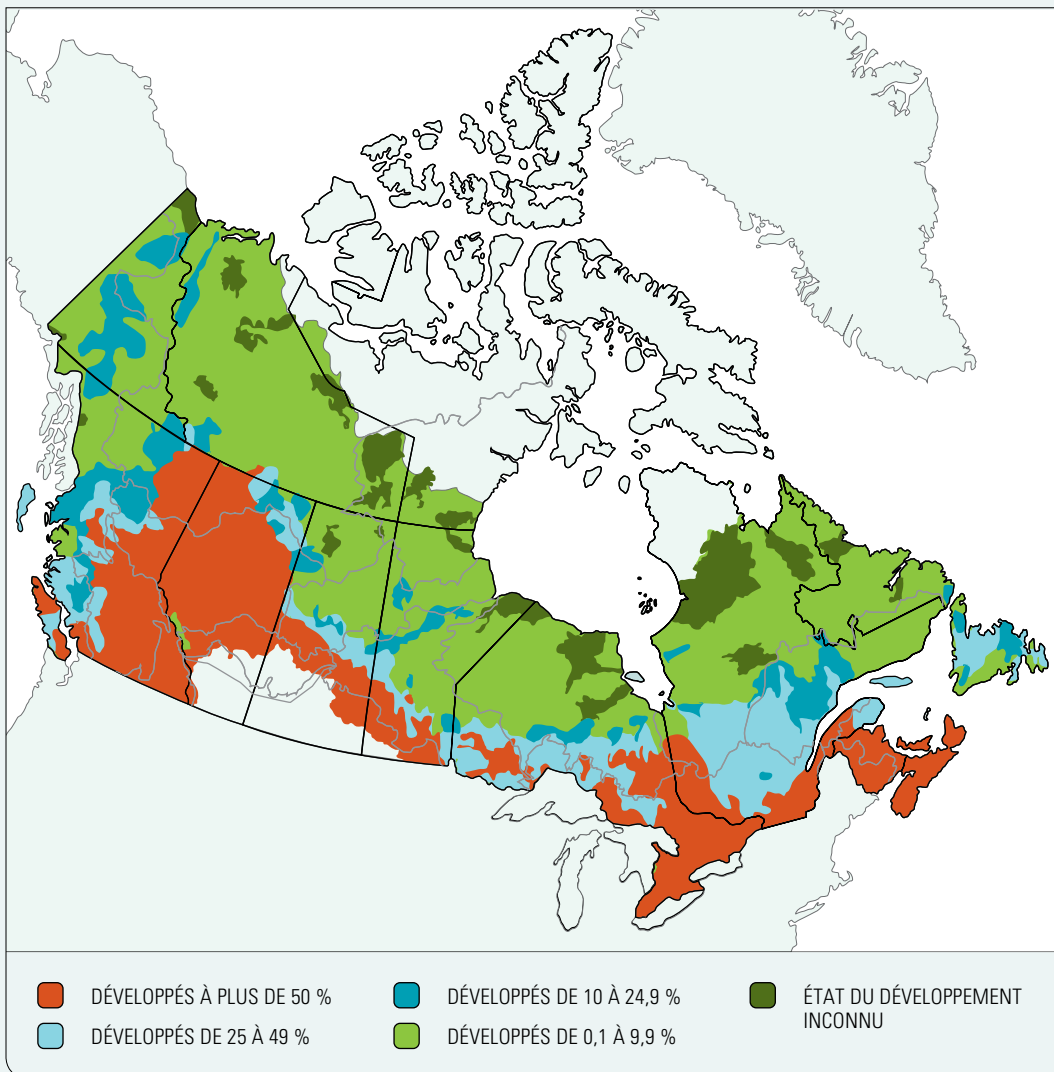 DÉVELOPPÉS À PLUS DE 50 %
DÉVELOPPÉS DE 25 À 49 %
DÉVELOPPÉS DE 10 À 24,9 %
DÉVELOPPÉS DE 0,1 À 9,9 %
ÉTAT DU DÉVELOPPEMENT
INCONNU